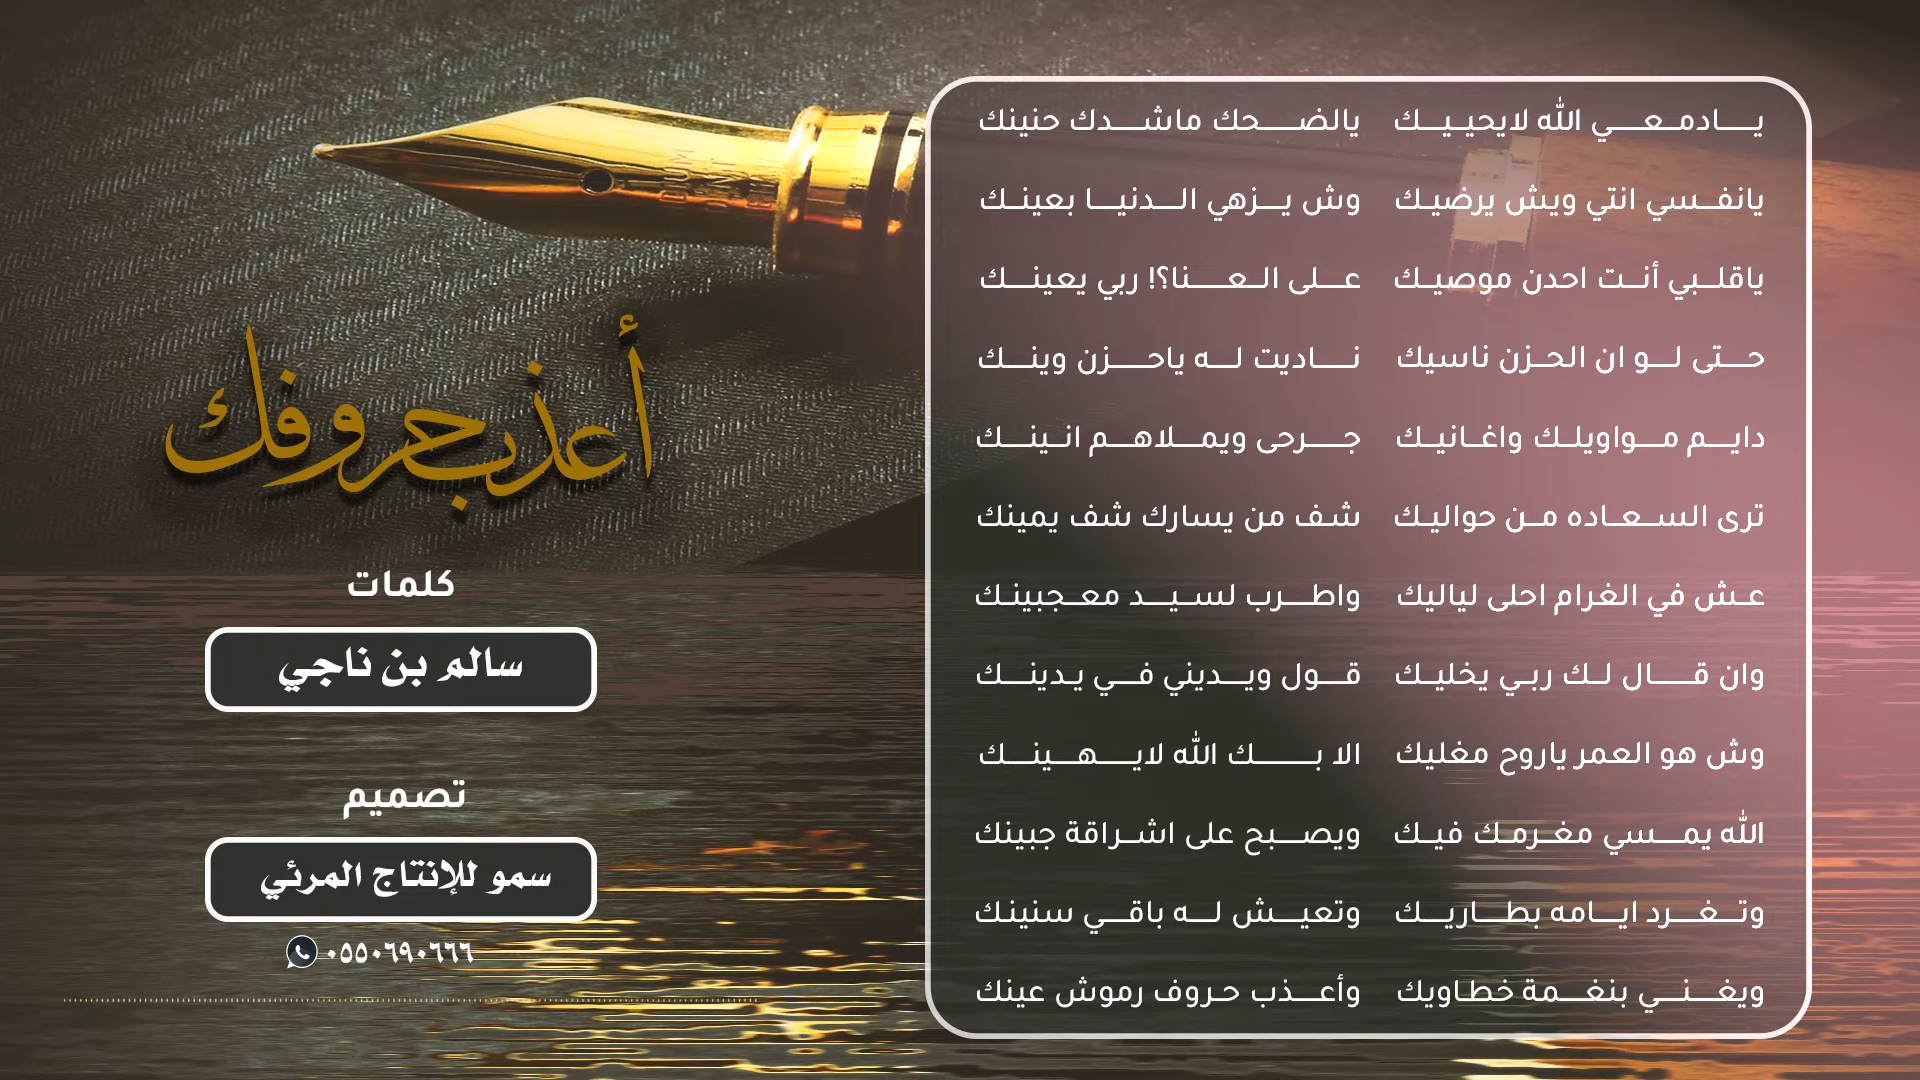 يادمعي الله لايحييك يالضحك ماشدك حنينك
يانفسي انتي ويش يرضيك وش يزهي الدنيا بعينك
ياقلبي أنت احدن موصيك على العنا؟! ربي يعينك
حتى لو ان الحزن ناسيك ناديت له ياحزن وينك
دايم مواويلك واغانيك جرحى ويملاهم انينك
ترى السعاده من حواليك شف من يسارك شف يمينك
عش في الغرام احلى لياليك واطرب لسيد معجبينك
وان قال لك ربي يخليك قول ويديني في يدينك
وش هو العمر ياروح مغليك الا بك الله لايهينك
الله يمسي مغرمك فيك ويصبح على اشراقة جبينك
وتغرد ايامه بطاريك وتعيش له باقي سنينك
ويغني بنغمة خطاويك وأعذب حروف رموش عينك
أعذب حروفك
كلمات
سالم بن ناجي
تصميم
سمو للإنتاج المرئي
٠٥٥٠٦٩٠٦٦٦